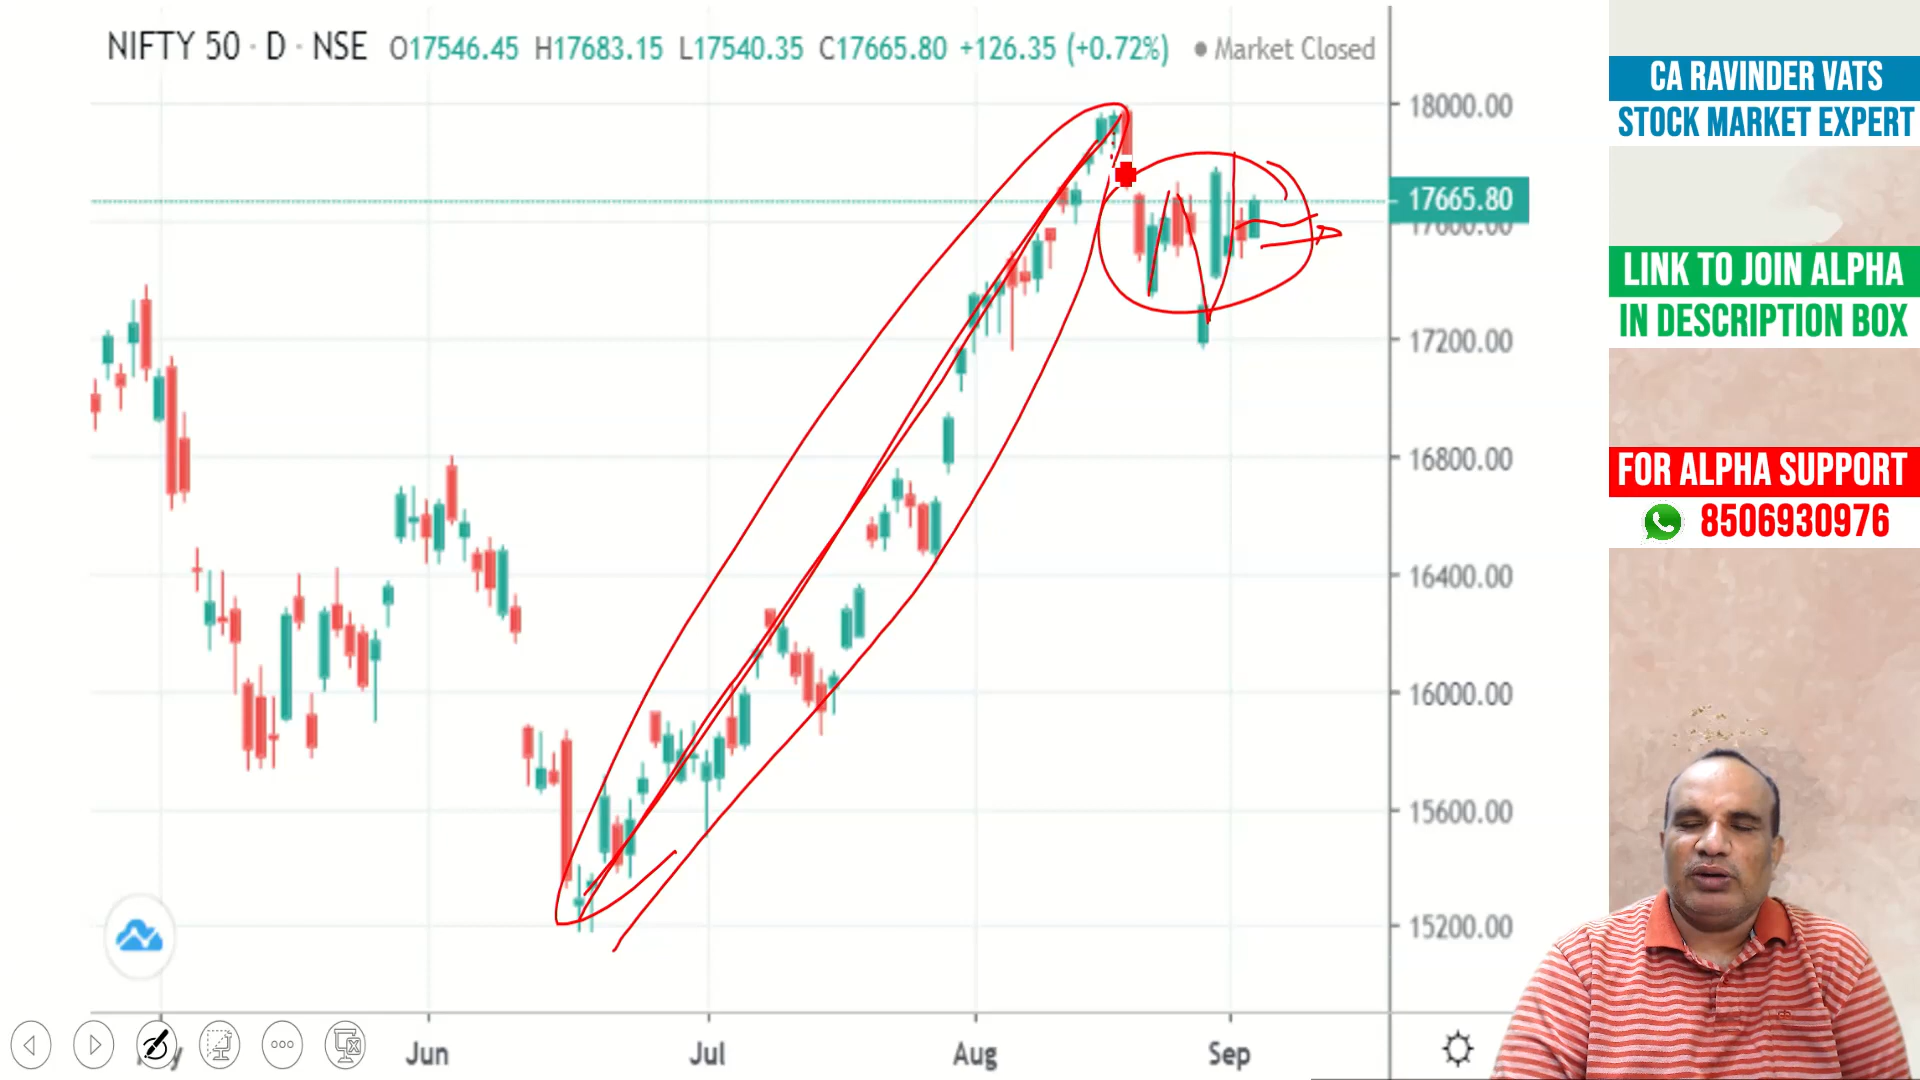 NIFTY 50 · D · NSE O17546.45 H17683.15 L17540.35 C17665.80 +126.35 (+0.72%) Market Closed
18000.00
17665.80
17600.00
17200.00
16800.00
16400.00
16000.00
15600.00
15200.00
Jun Jul Aug Sep
CA RAVINDER VATS
STOCK MARKET EXPERT
LINK TO JOIN ALPHA
IN DESCRIPTION BOX
FOR ALPHA SUPPORT
8506930976